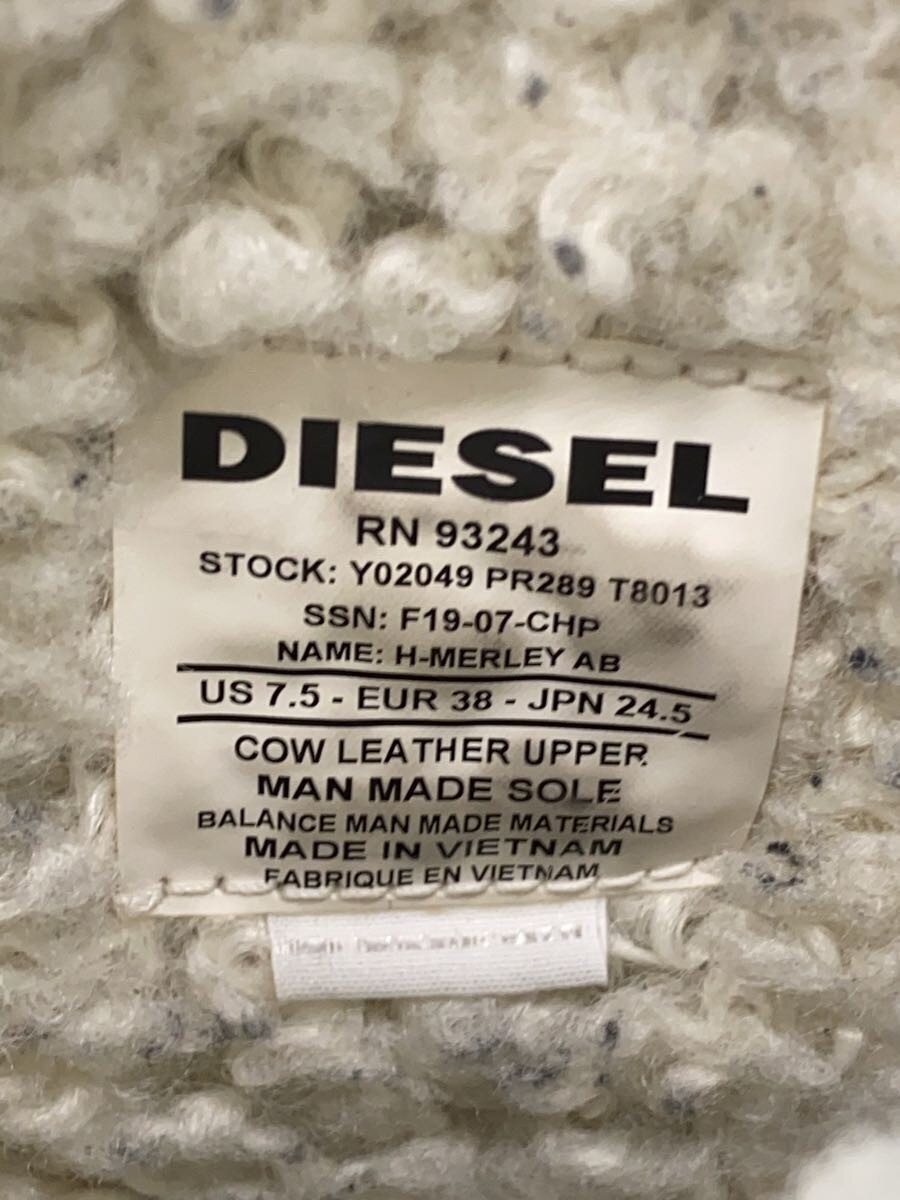 DIESEL
RN 93243
STOCK: Y02049 PR289 T8013
SSN: F19-07-CHP
NAME: H-MERLEY AB
US 7.5 - EUR 38 - JPN 24.5
COW LEATHER UPPER
MAN MADE SOLE
BALANCE MAN MADE MATERIALS
MADE IN VIETNAM
FABRIQUE EN VIETNAM